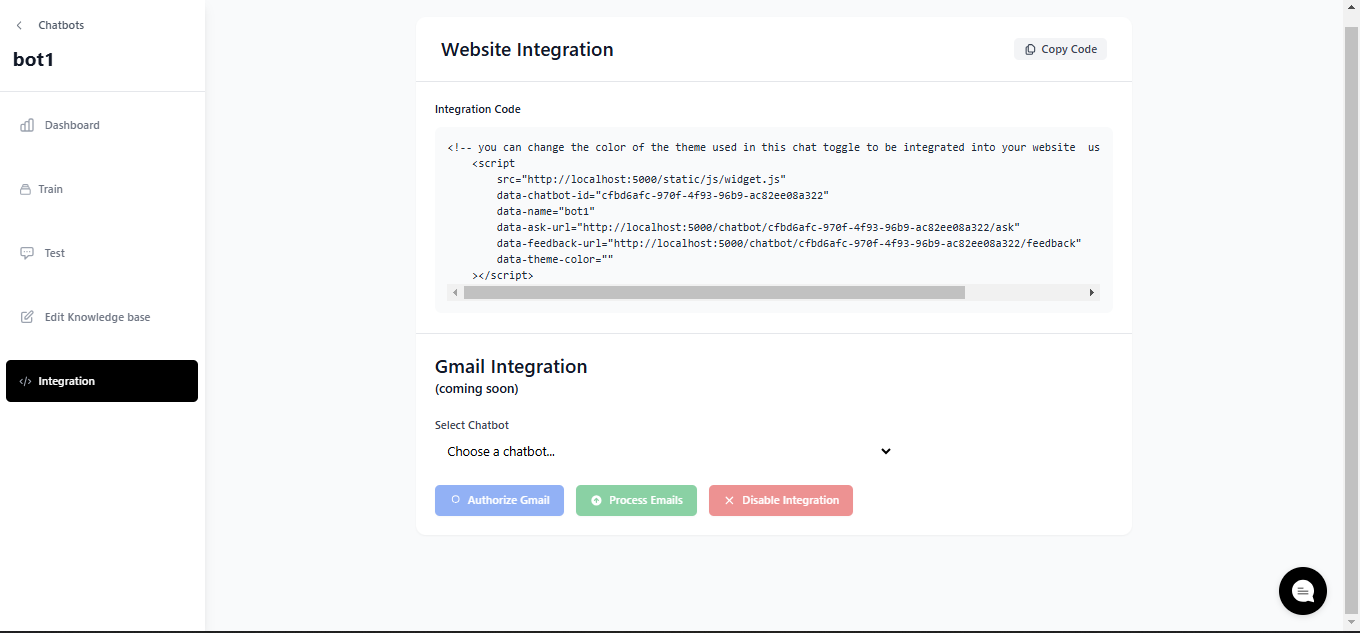 Chatbots
bot1
Dashboard
Train
Test
Edit Knowledge base
</> Integration
Website Integration
Copy Code
Integration Code
<!-- you can change the color of the theme used in this chat toggle to be integrated into your website  us
    <script
        src="http://localhost:5000/static/js/widget.js"
        data-chatbot-id="cfbd6afc-970f-4f93-96b9-ac82ee08a322"
        data-name="bot1"
        data-ask-url="http://localhost:5000/chatbot/cfbd6afc-970f-4f93-96b9-ac82ee08a322/ask"
        data-feedback-url="http://localhost:5000/chatbot/cfbd6afc-970f-4f93-96b9-ac82ee08a322/feedback"
        data-theme-color=""
    ></script>
Gmail Integration
(coming soon)
Select Chatbot
Choose a chatbot...
Authorize Gmail
Process Emails
Disable Integration